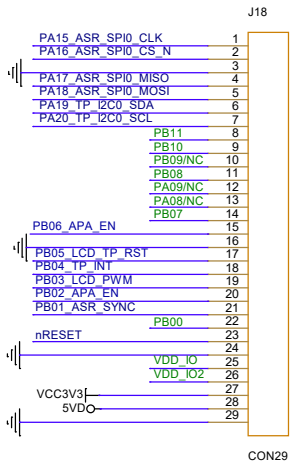 J18
PA15_ASR_SPI0_CLK 1
PA16_ASR_SPI0_CS_N 2
3
PA17_ASR_SPI0_MISO 4
PA18_ASR_SPI0_MOSI 5
PA19_TP_I2C0_SDA 6
PA20_TP_I2C0_SCL 7
PB11 8
PB10 9
PB09/NC 10
PB08 11
PA09/NC 12
PA08/NC 13
PB07 14
PB06_APA_EN 15
16
PB05_LCD_TP_RST 17
PB04_TP_INT 18
PB03_LCD_PWM 19
PB02_APA_EN 20
PB01_ASR_SYNC 21
PB00 22
nRESET 23
24
VDD_IO 25
VDD_IO2 26
VCC3V3 27
5VD 28
29
CON29